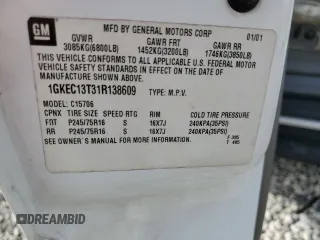 GM
MFD BY GENERAL MOTORS CORP 01/01
GVWR GAWR FRT GAWR RR
3085KG(6800LB) 1452KG(3200LB) 1746KG(3850LB)
THIS VEHICLE CONFORMS TO ALL APPLICABLE U.S. FEDERAL MOTOR
VEHICLE SAFETY STANDARDS IN EFFECT ON THE DATE OF
MANUFACTURE SHOWN ABOVE.
1GKEC13T31R138609 TYPE: M.P.V.
MODEL: C15706
CPNX TIRE SIZE SPEED RTG RIM COLD TIRE PRESSURE
FRT P245/75R16 S 16X7J 240KPA(35PSI)
RR P245/75R16 S 16X7J 240KPA(35PSI)
SEE OWNER'S MANUAL FOR MORE INFORMATION
DREAMBID